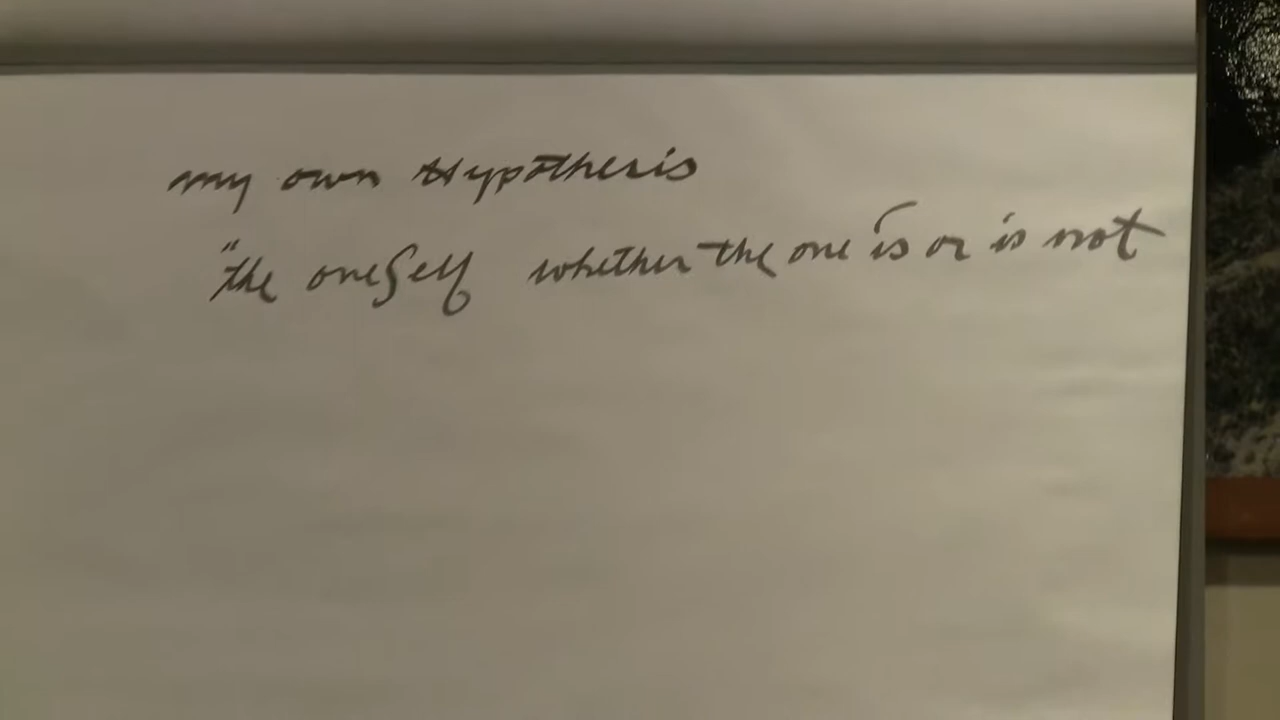 my own Hypothesis
"the oneself whether the one is or is not